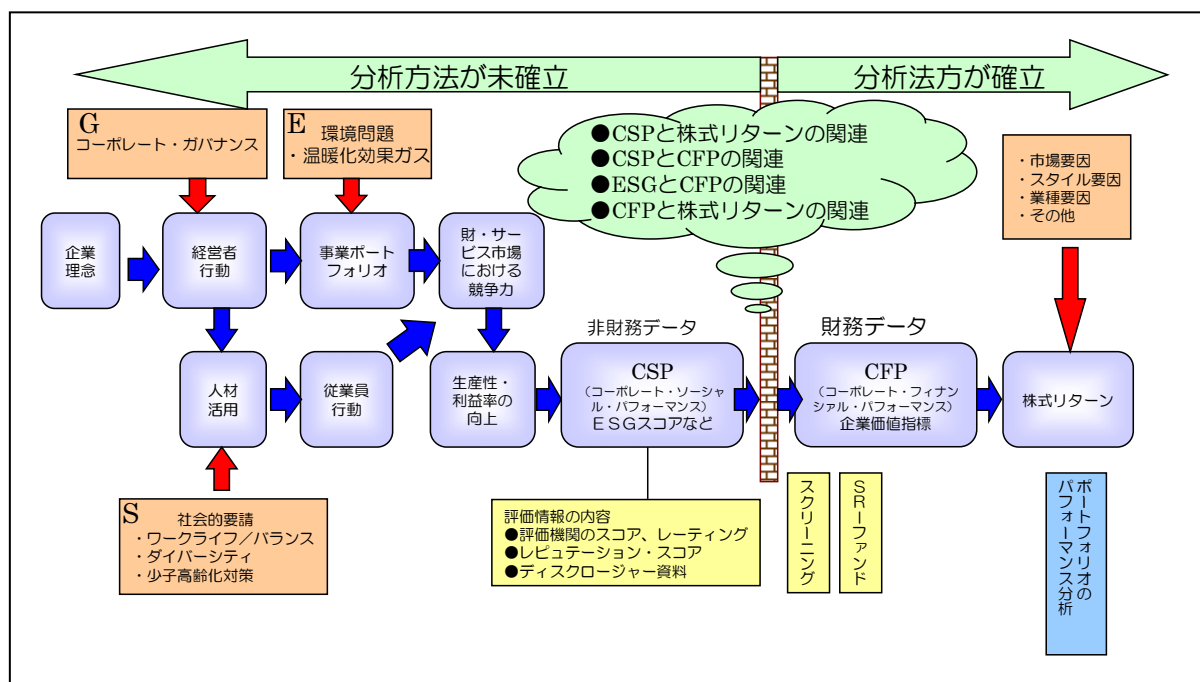 分析方法が未確立
分析法方が確立
G
コーポレート・ガバナンス
E
環境問題
・温暖化効果ガス
●CSPと株式リターンの関連
●CSPとCFPの関連
●ESGとCFPの関連
●CFPと株式リターンの関連
・市場要因
・スタイル要因
・業種要因
・その他
企業
理念
経営者
行動
事業ポート
フォリオ
財・サー
ビス市場
における
競争力
非財務データ
財務データ
人材
活用
従業員
行動
生産性・
利益率の
向上
CSP
(コーポレート・ソーシャ
ル・パフォーマンス)
ＥＳＧスコアなど
CFP
(コーポレート・フィナン
シャル・パフォーマンス)
企業価値指標
株式リターン
S
社会的要請
・ワークライフ／バランス
・ダイバーシティ
・少子高齢化対策
評価情報の内容
●評価機関のスコア、レーティング
●レピュテーション・スコア
●ディスクロージャー資料
スクリーニング
ＳＲＩファンド
ポートフォリオの
パフォーマンス分析